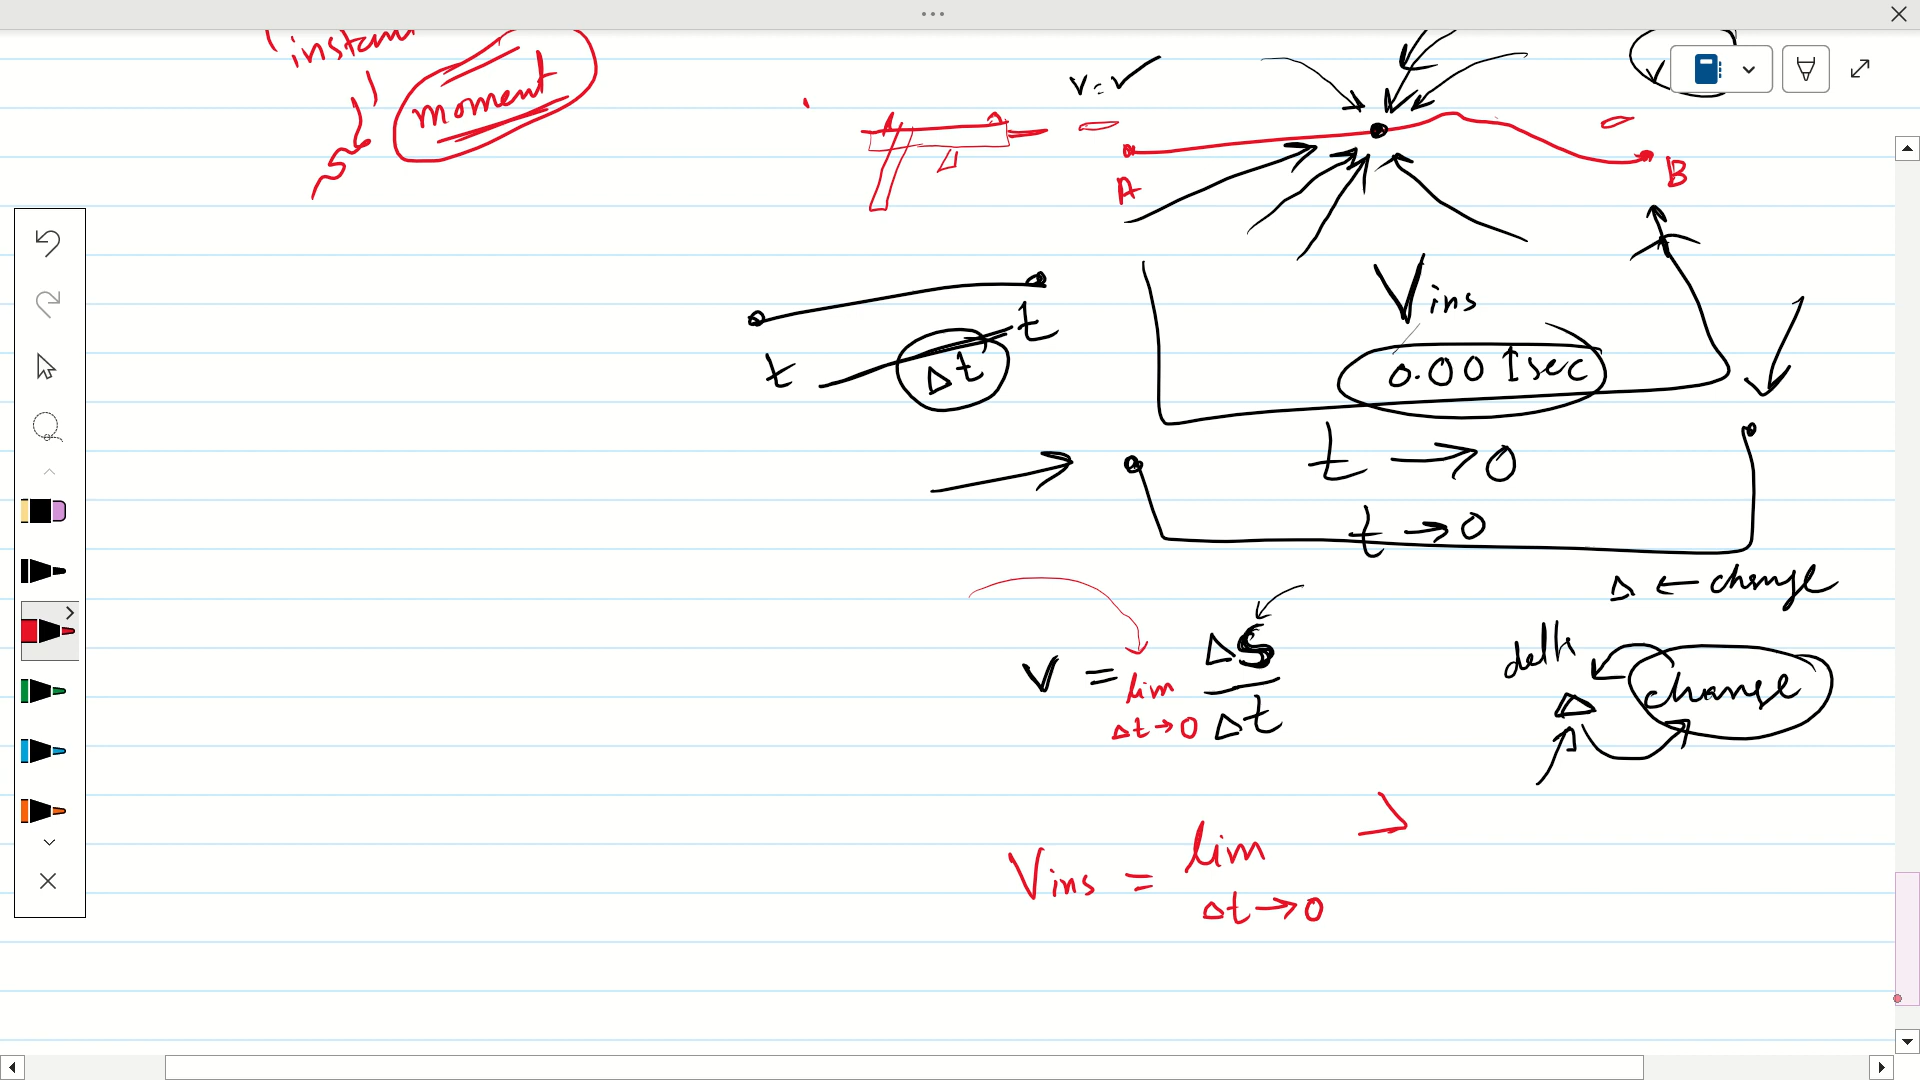 instan
moment
v = ✓
A
B
Vins
t
Δt
t
0.001sec
t → 0
t → 0
Δ ← change
V = lim Δt→0 ΔS / Δt
delta
Δ
change
Vins = lim
Δt → 0